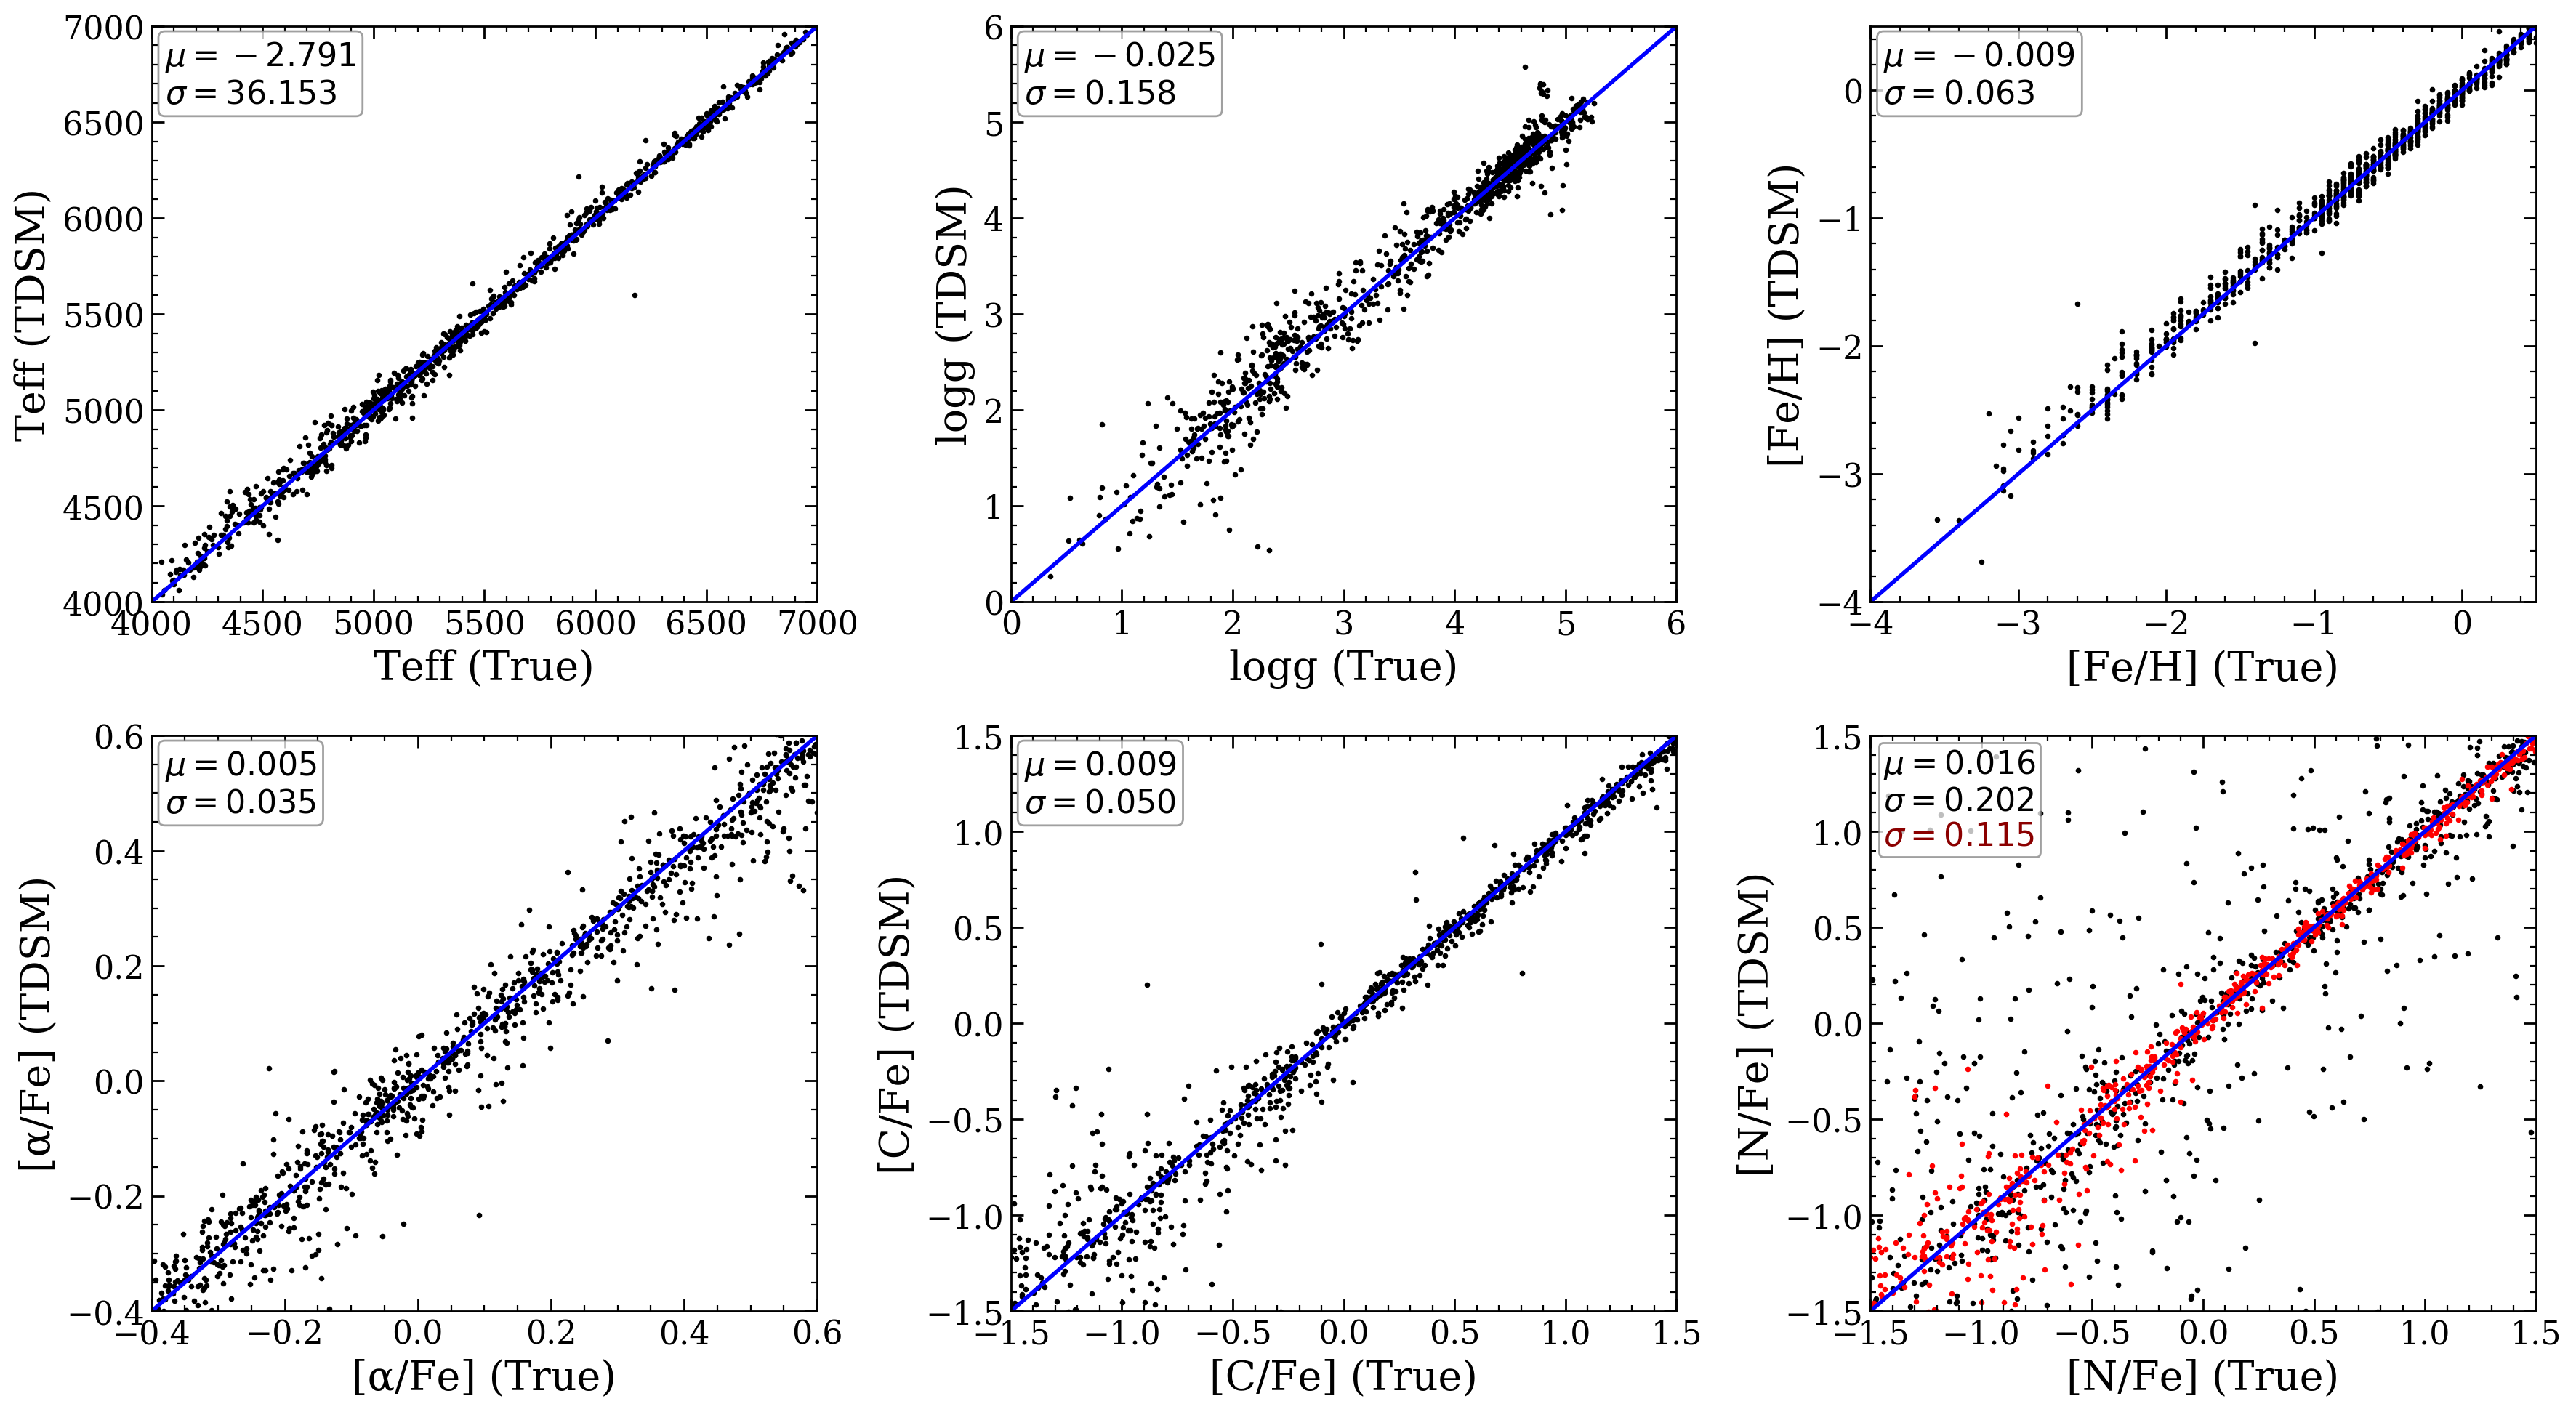 μ = −2.791
σ = 36.153
7000
6500
6000
5500
5000
4500
4000
Teff (TDSM)
4000 4500 5000 5500 6000 6500 7000
Teff (True)
μ = −0.025
σ = 0.158
6
5
4
3
2
1
0
logg (TDSM)
0 1 2 3 4 5 6
logg (True)
μ = −0.009
σ = 0.063
0
−1
−2
−3
−4
[Fe/H] (TDSM)
−4 −3 −2 −1 0
[Fe/H] (True)
μ = 0.005
σ = 0.035
0.6
0.4
0.2
0.0
−0.2
−0.4
[α/Fe] (TDSM)
−0.4 −0.2 0.0 0.2 0.4 0.6
[α/Fe] (True)
μ = 0.009
σ = 0.050
1.5
1.0
0.5
0.0
−0.5
−1.0
−1.5
[C/Fe] (TDSM)
−1.5 −1.0 −0.5 0.0 0.5 1.0 1.5
[C/Fe] (True)
μ = 0.016
σ = 0.202
σ = 0.115
1.5
1.0
0.5
0.0
−0.5
−1.0
−1.5
[N/Fe] (TDSM)
−1.5 −1.0 −0.5 0.0 0.5 1.0 1.5
[N/Fe] (True)